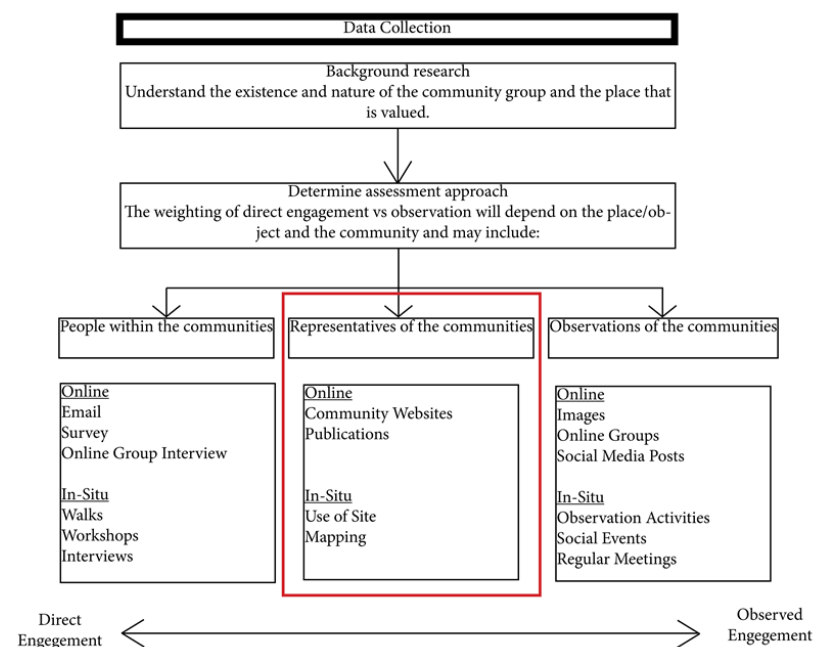 Data Collection
Background research
Understand the existence and nature of the community group and the place that
is valued.
Determine assessment approach
The weighting of direct engagement vs observation will depend on the place/ob-
ject and the community and may include:
People within the communities
Representatives of the communities
Observations of the communities
Online
Email
Survey
Online Group Interview
In-Situ
Walks
Workshops
Interviews
Online
Community Websites
Publications
In-Situ
Use of Site
Mapping
Online
Images
Online Groups
Social Media Posts
In-Situ
Observation Activities
Social Events
Regular Meetings
Direct
Engegement
Observed
Engegement